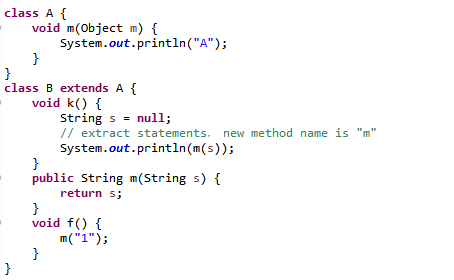 class A {
    void m(Object m) {
        System.out.println("A");
    }
}
class B extends A {
    void k() {
        String s = null;
        // extract statements， new method name is "m"
        System.out.println(m(s));
    }
    public String m(String s) {
        return s;
    }
    void f() {
        m("1");
    }
}